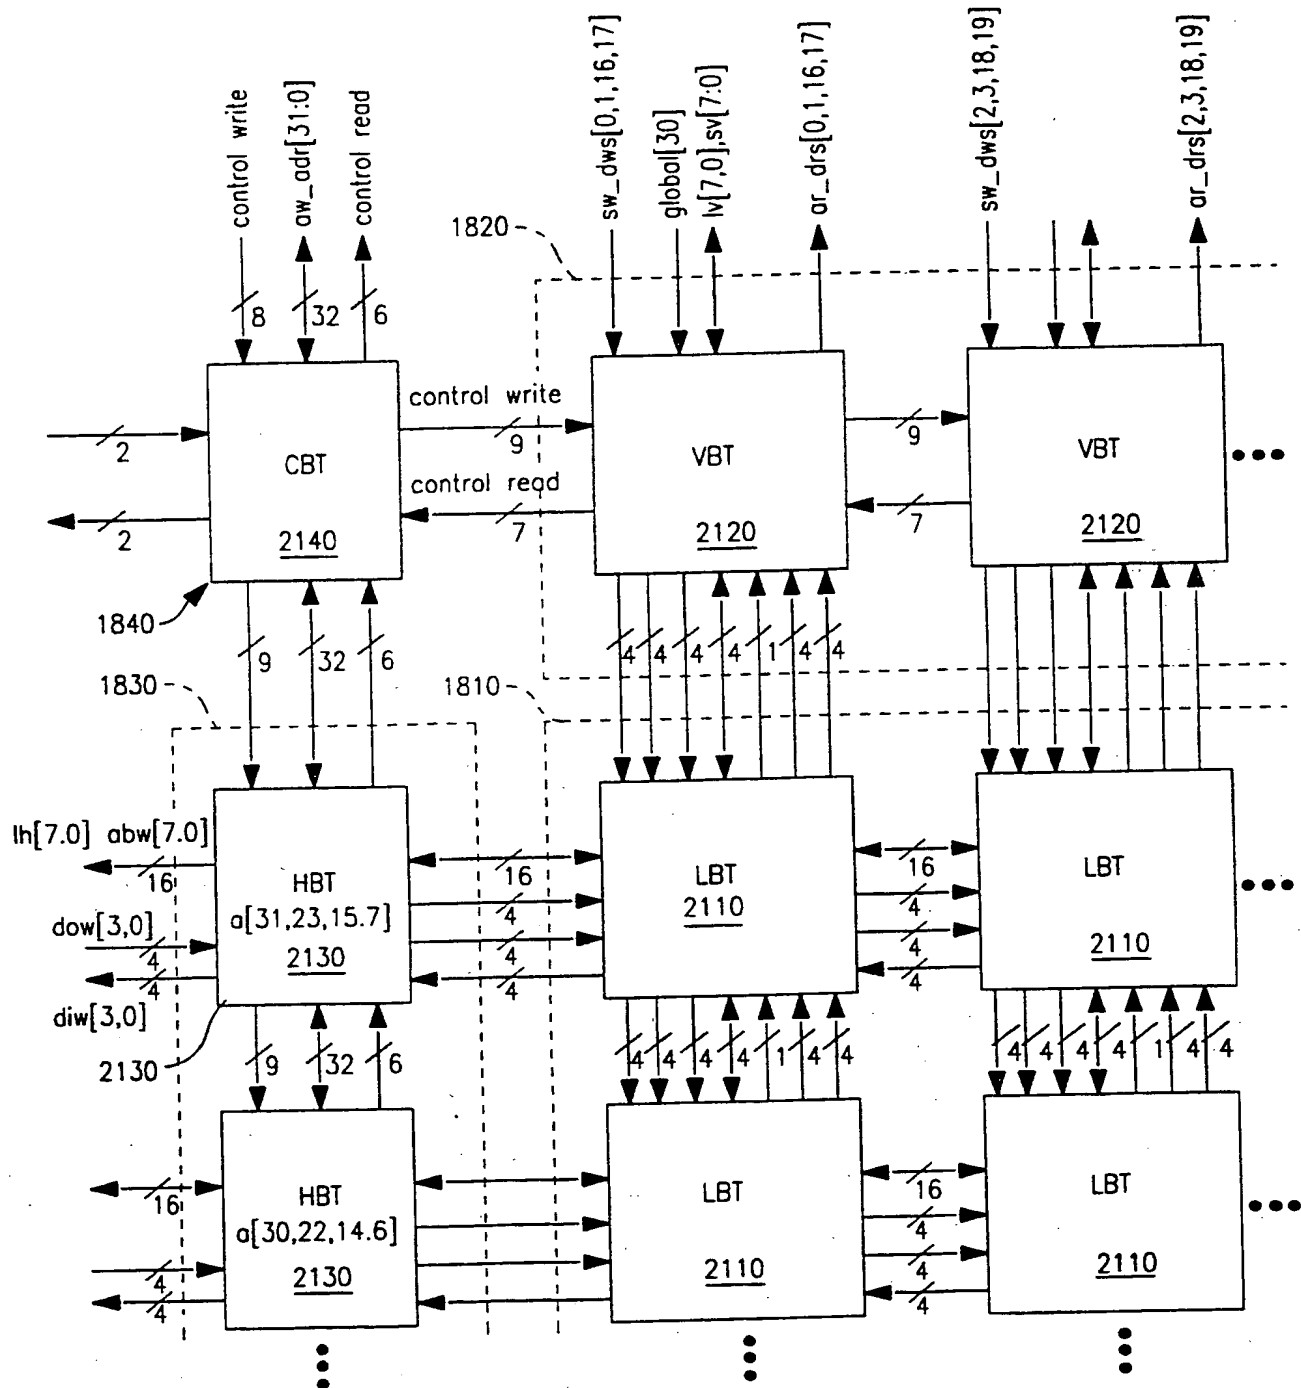 control write
aw_adr[31:0]
control read
sw_dws[0,1,16,17]
global[30]
lv[7,0],sv[7:0]
ar_drs[0,1,16,17]
sw_dws[2,3,18,19]
ar_drs[2,3,18,19]
1820
8
32
6
control write
9
9
2
CBT
VBT
VBT
control read
7
7
2
2140
2120
2120
1840
9
32
6
4
4
4
4
1
4
4
1830
1810
lh[7.0] abw[7.0]
16
HBT
16
LBT
16
LBT
dow[3,0]
a[31,23,15.7]
4
2110
4
4
4
4
4
2130
4
4
2110
diw[3,0]
2130
9
32
6
4
4
4
4
1
4
4
4
4
4
4
1
4
4
16
HBT
LBT
16
LBT
a[30,22,14.6]
4
4
2130
4
4
2110
4
2110
4